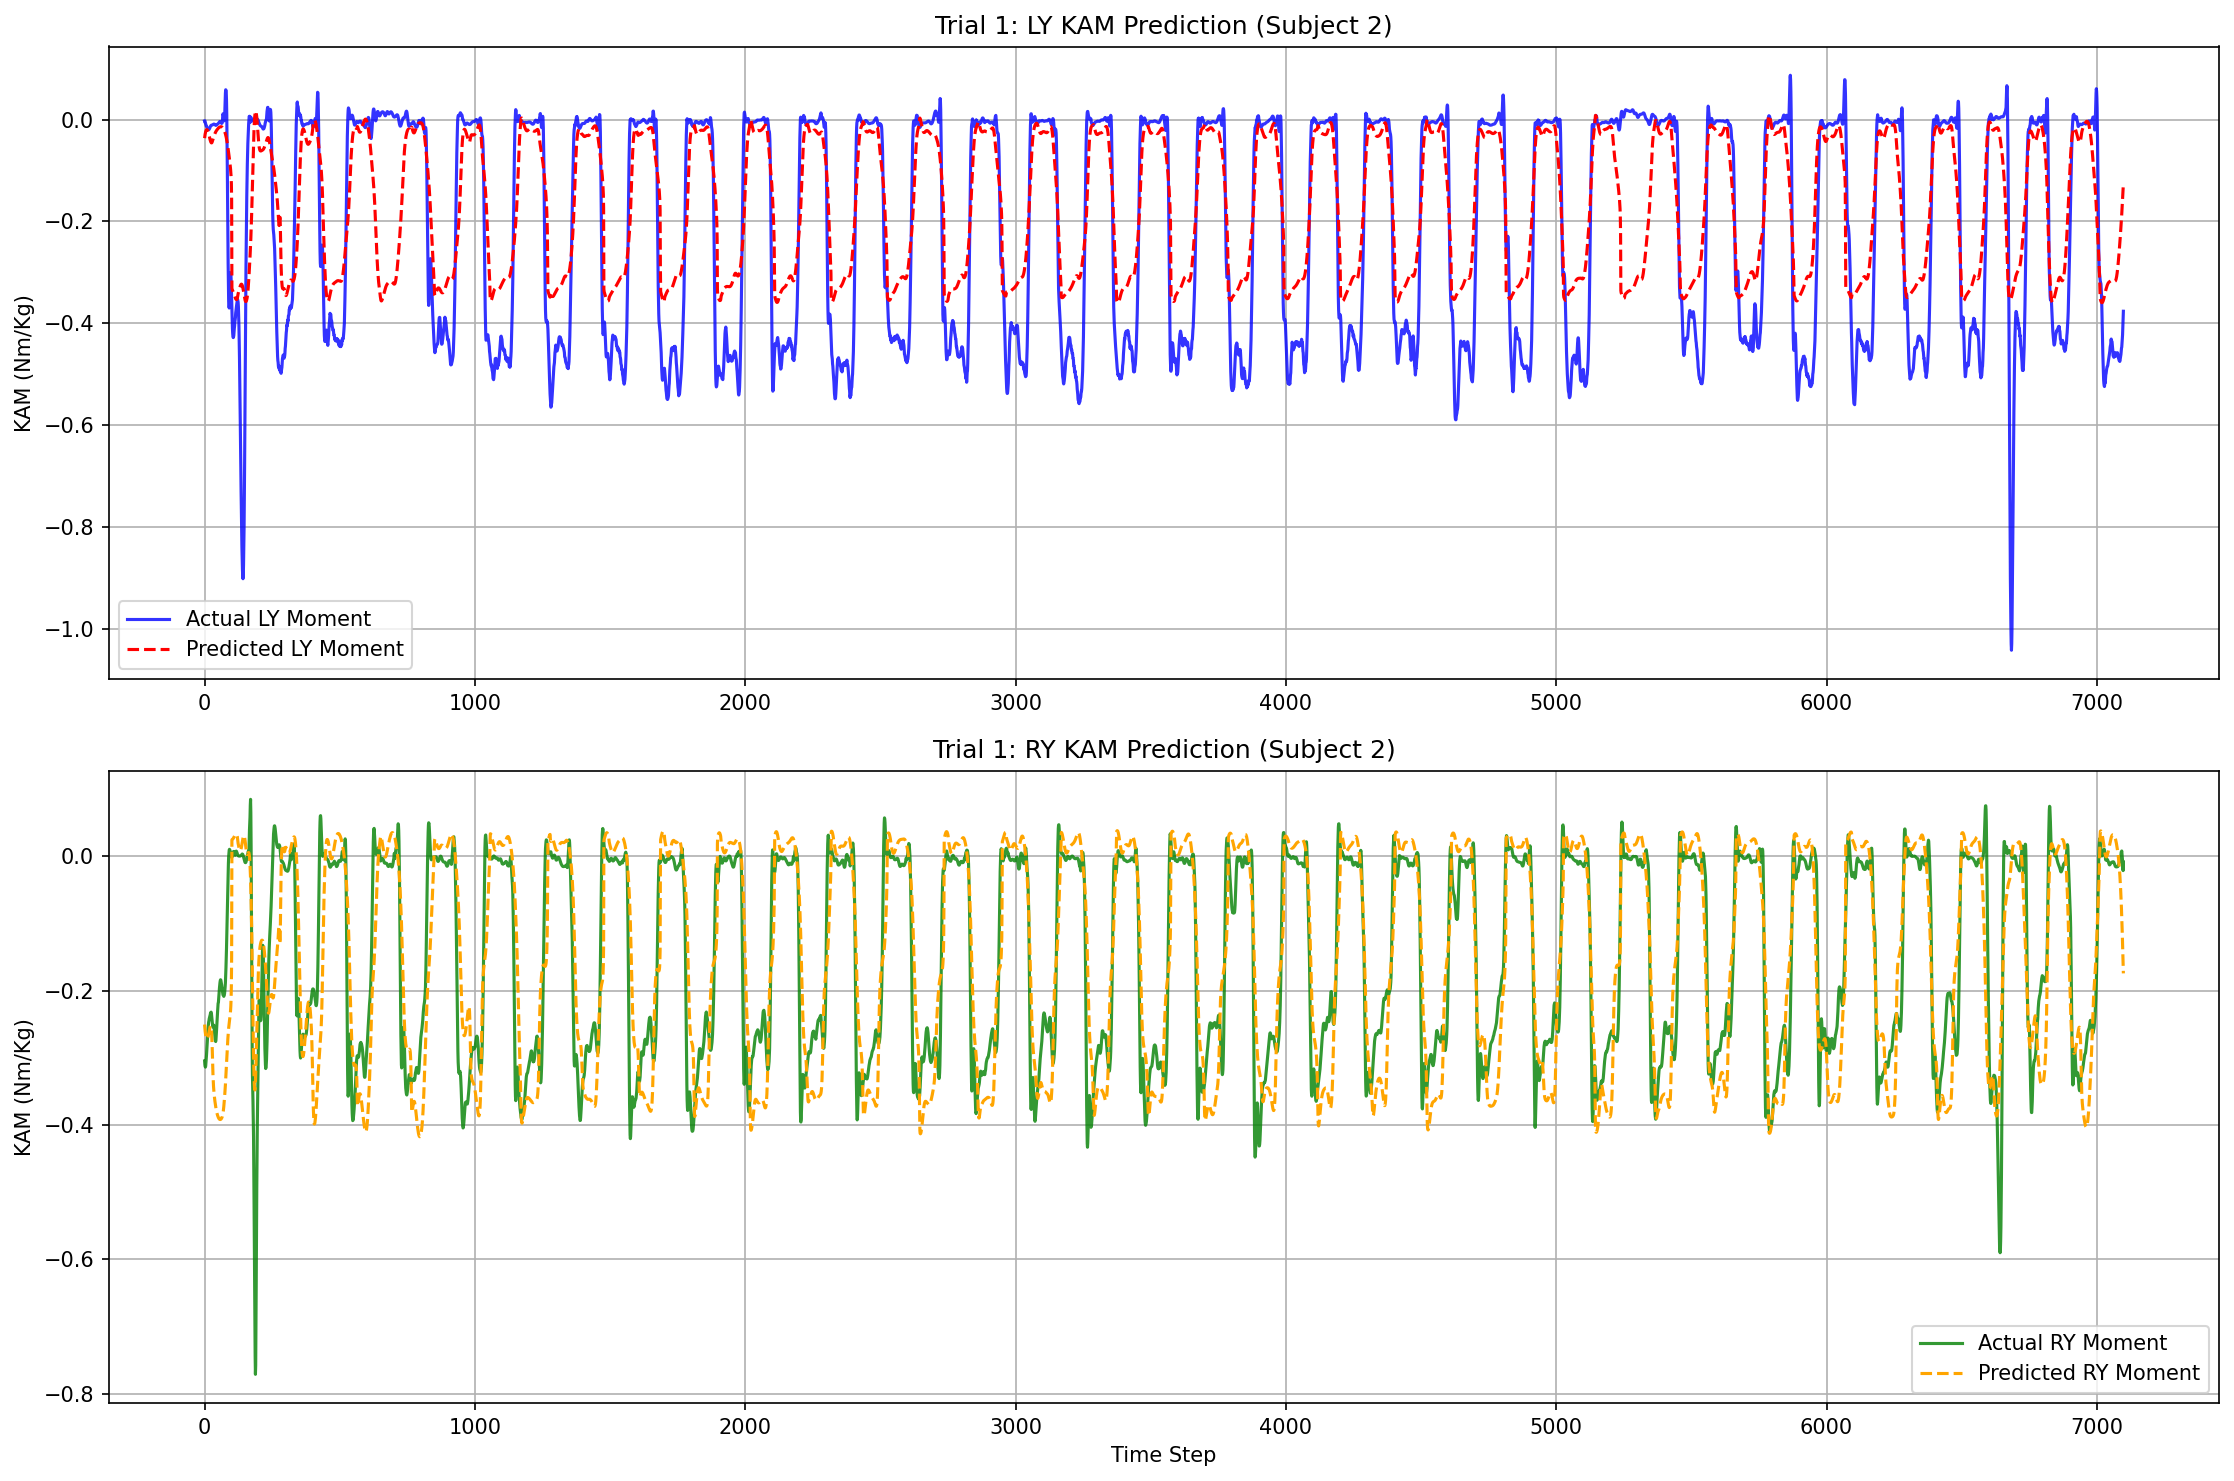 Trial 1: LY KAM Prediction (Subject 2)
KAM (Nm/Kg)
0.0
−0.2
−0.4
−0.6
−0.8
−1.0
Actual LY Moment
Predicted LY Moment
0 1000 2000 3000 4000 5000 6000 7000
Trial 1: RY KAM Prediction (Subject 2)
KAM (Nm/Kg)
0.0
−0.2
−0.4
−0.6
−0.8
Actual RY Moment
Predicted RY Moment
0 1000 2000 3000 4000 5000 6000 7000
Time Step